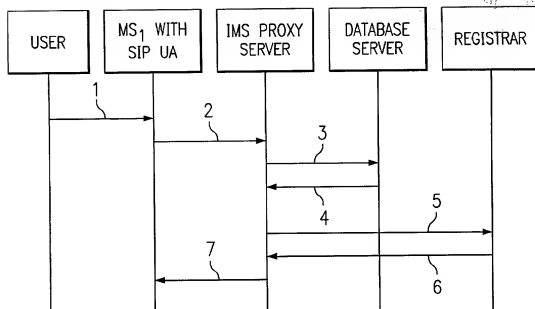 USER
MS1 WITH
SIP UA
IMS PROXY
SERVER
DATABASE
SERVER
REGISTRAR
1
2
3
4
5
6
7